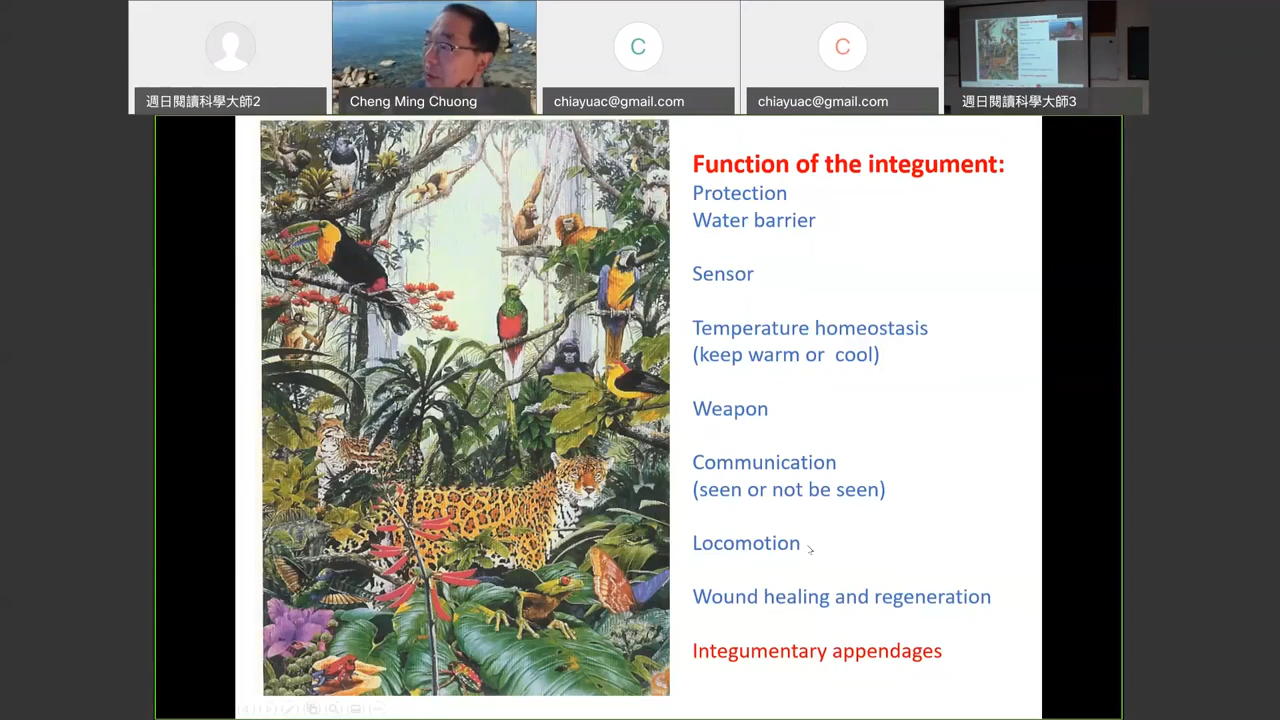 週日閱讀科學大師2
Cheng Ming Chuong
chiayuac@gmail.com
chiayuac@gmail.com
週日閱讀科學大師3
C
C
Function of the integument:
Protection
Water barrier
Sensor
Temperature homeostasis
(keep warm or cool)
Weapon
Communication
(seen or not be seen)
Locomotion
Wound healing and regeneration
Integumentary appendages